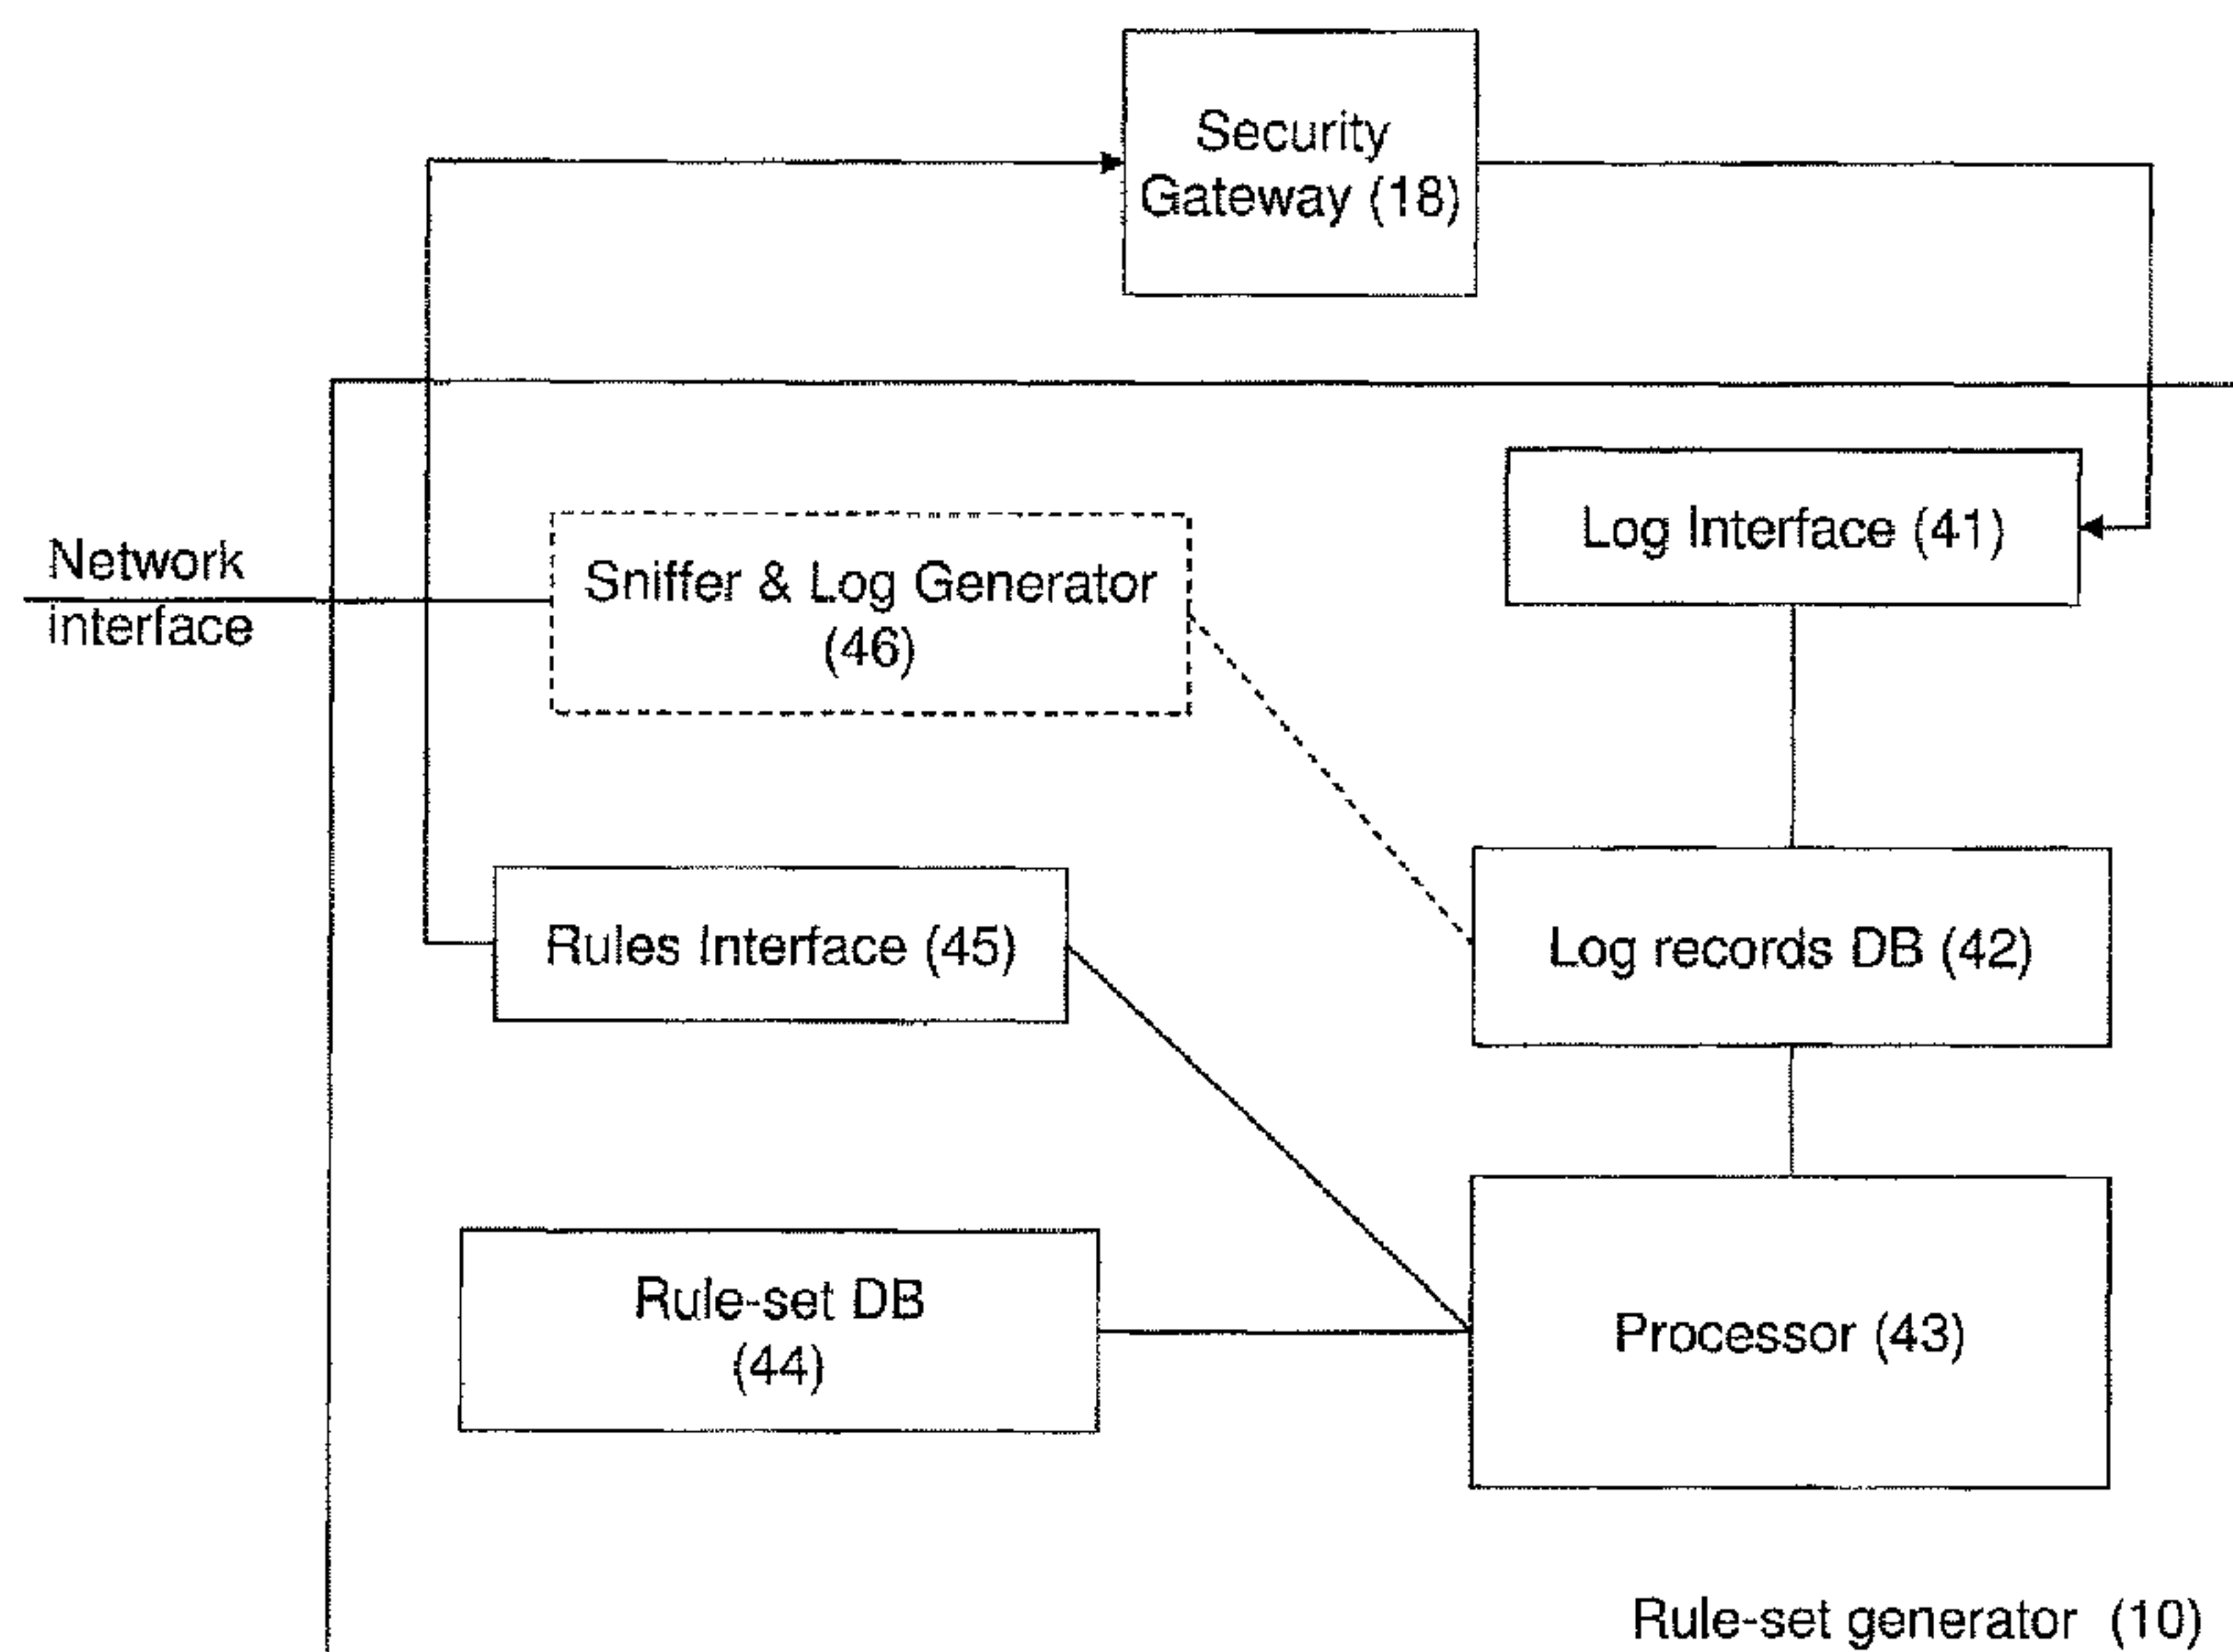 Security
Gateway (18)
Log Interface (41)
Network
interface
Sniffer & Log Generator
(46)
Rules Interface (45)
Log records DB (42)
Rule-set DB
(44)
Processor (43)
Rule-set generator (10)